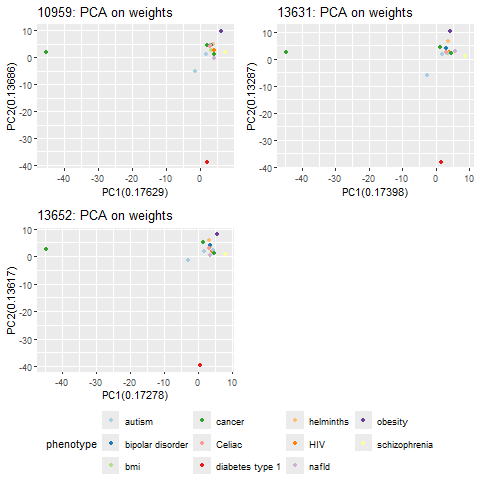 10959: PCA on weights
13631: PCA on weights
10
0
-10
-20
-30
-40
PC2(0.13686)
-40 -30 -20 -10 0 10
PC1(0.17629)
10
0
-10
-20
-30
-40
PC2(0.13287)
-40 -30 -20 -10 0 10
PC1(0.17398)
13652: PCA on weights
10
0
-10
-20
-30
-40
PC2(0.13617)
-40 -30 -20 -10 0 10
PC1(0.17278)
phenotype
autism cancer helminths obesity
bipolar disorder Celiac HIV schizophrenia
bmi diabetes type 1 nafld